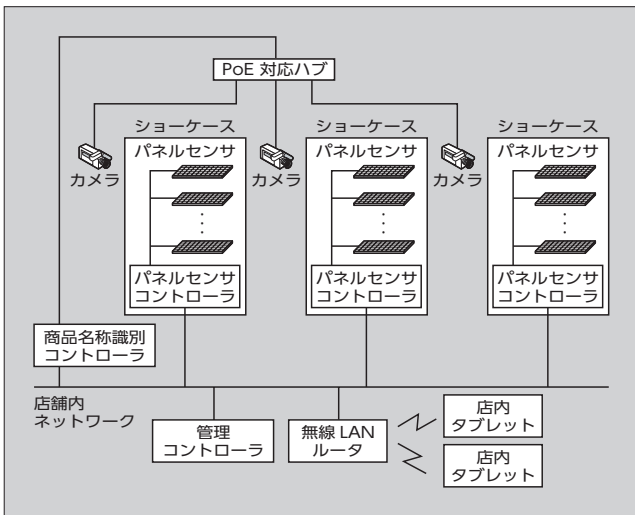 PoE 対応ハブ
ショーケース
パネルセンサ
カメラ
パネルセンサ
コントローラ
ショーケース
パネルセンサ
カメラ
パネルセンサ
コントローラ
ショーケース
パネルセンサ
カメラ
パネルセンサ
コントローラ
商品名称識別
コントローラ
店舗内
ネットワーク
管理
コントローラ
無線 LAN
ルータ
店内
タブレット
店内
タブレット